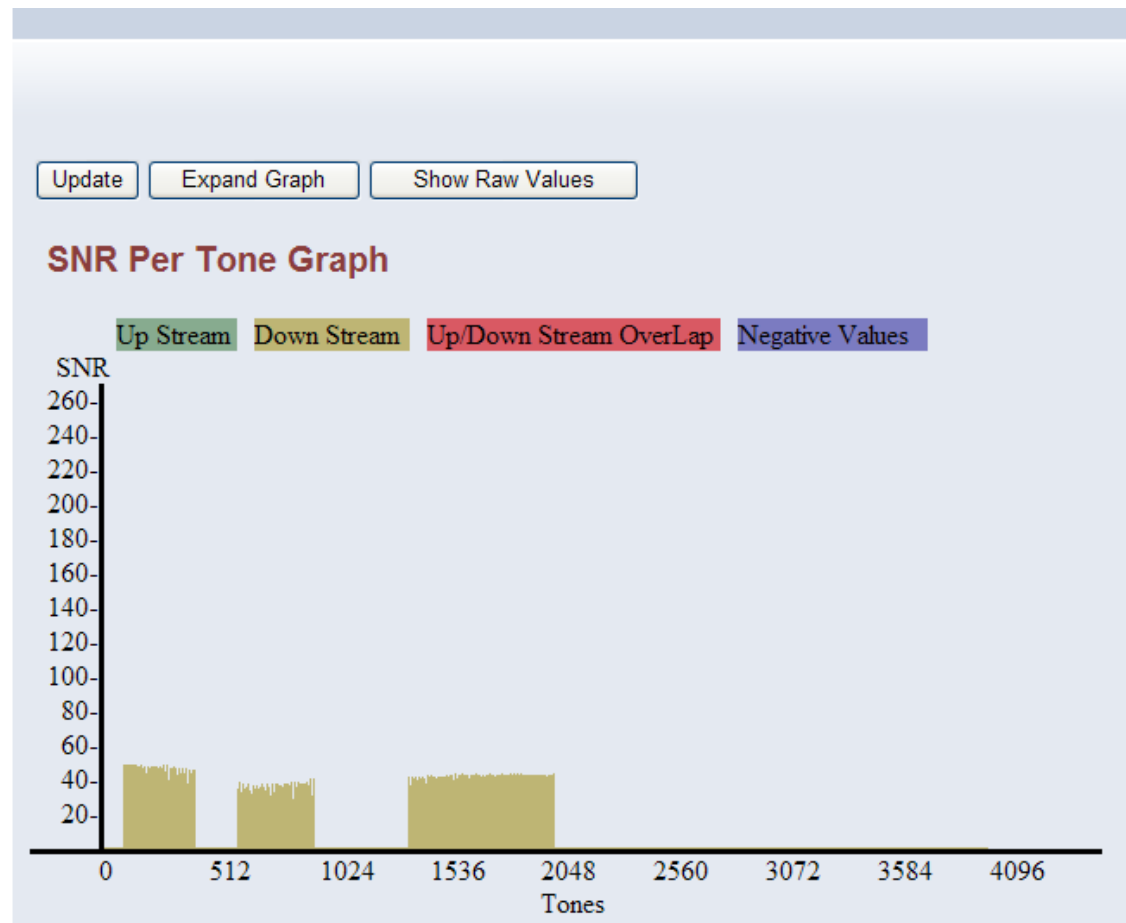 Update Expand Graph Show Raw Values
SNR Per Tone Graph
Up Stream Down Stream Up/Down Stream OverLap Negative Values
SNR
260-
240-
220-
200-
180-
160-
140-
120-
100-
80-
60-
40-
20-
0 512 1024 1536 2048 2560 3072 3584 4096
Tones